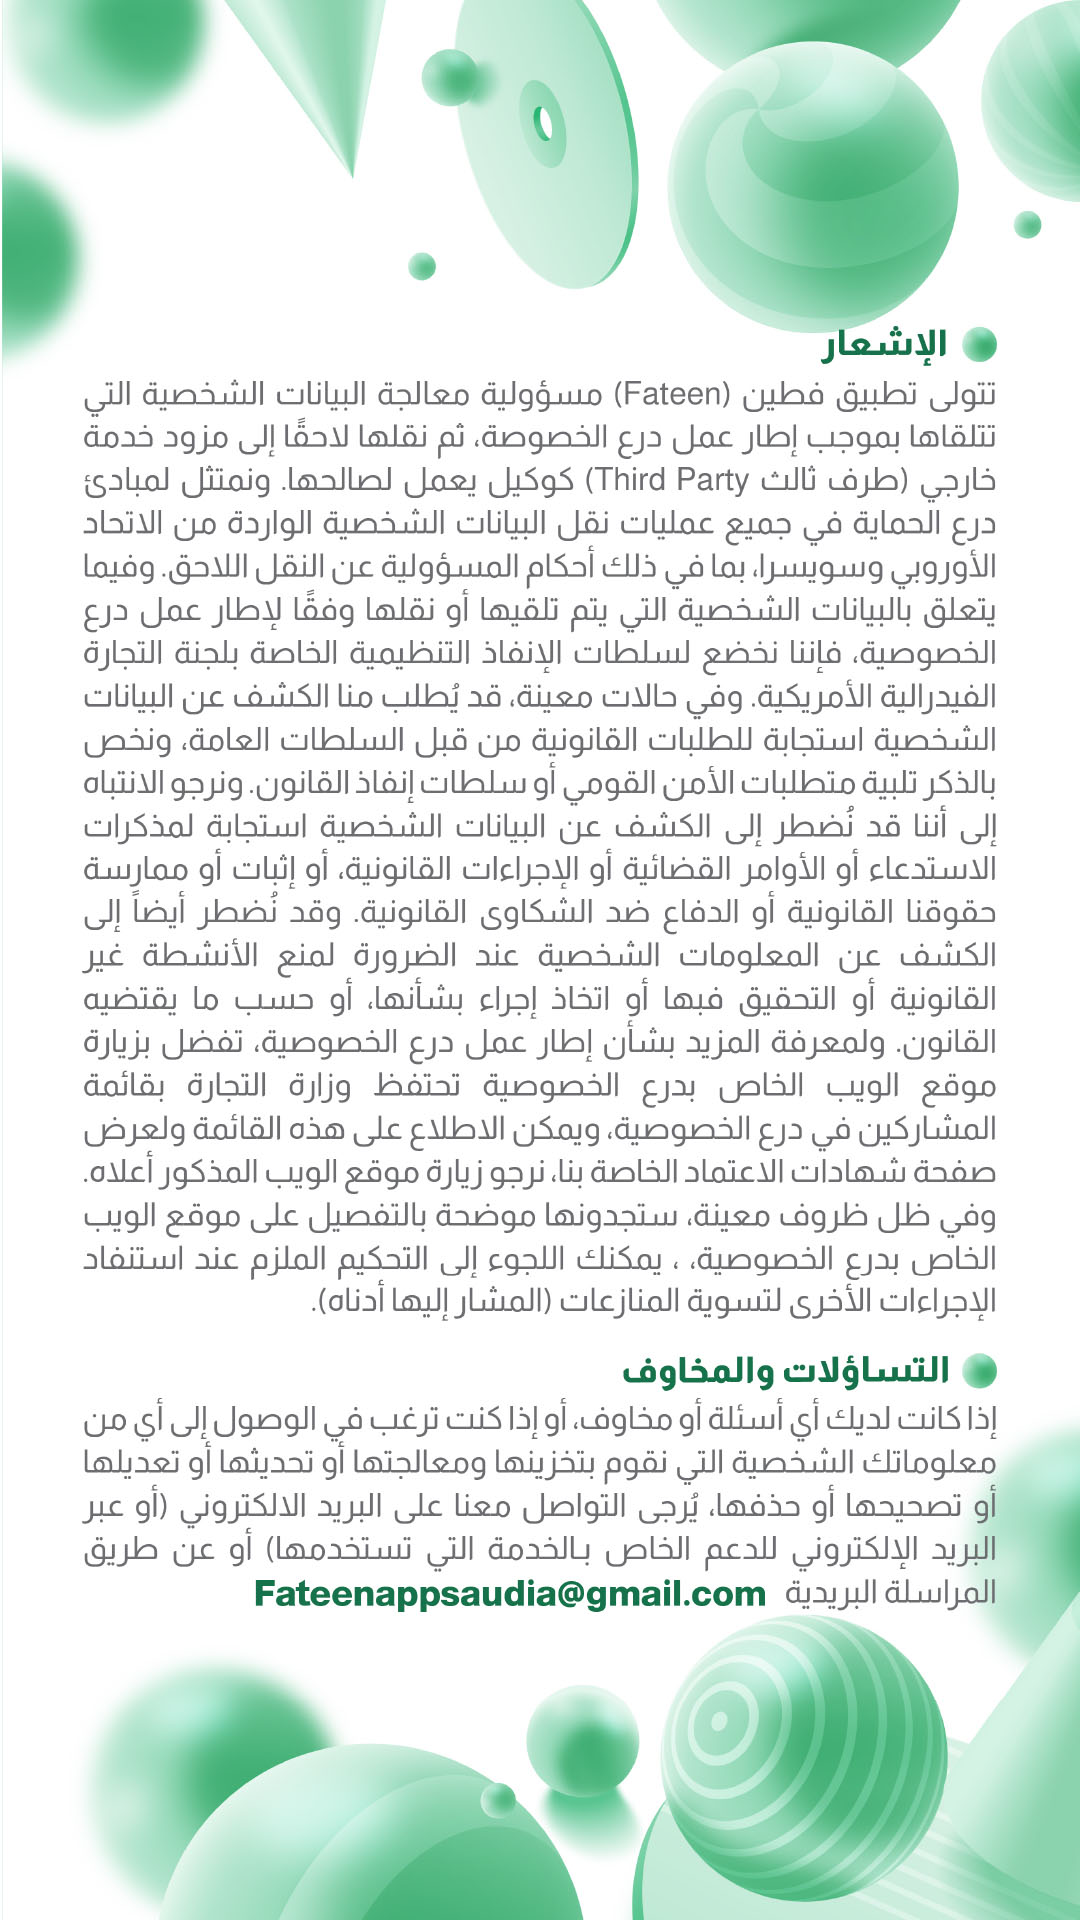 الإشعار
تتولى تطبيق فطين (Fateen) مسؤولية معالجة البيانات الشخصية التي
تتلقاها بموجب إطار عمل درع الخصوصة، ثم نقلها لاحقًا إلى مزود خدمة
خارجي (طرف ثالث Third Party) كوكيل يعمل لصالحها. ونمتثل لمبادئ
درع الحماية في جميع عمليات نقل البيانات الشخصية الواردة من الاتحاد
الأوروبي وسويسرا، بما في ذلك أحكام المسؤولية عن النقل اللاحق. وفيما
يتعلق بالبيانات الشخصية التي يتم تلقيها أو نقلها وفقًا لإطار عمل درع
الخصوصية، فإننا نخضع لسلطات الإنفاذ التنظيمية الخاصة بلجنة التجارة
الفيدرالية الأمريكية. وفي حالات معينة، قد يُطلب منا الكشف عن البيانات
الشخصية استجابة للطلبات القانونية من قبل السلطات العامة، ونخص
بالذكر تلبية متطلبات الأمن القومي أو سلطات إنفاذ القانون. ونرجو الانتباه
إلى أننا قد نُضطر إلى الكشف عن البيانات الشخصية استجابة لمذكرات
الاستدعاء أو الأوامر القضائية أو الإجراءات القانونية، أو إثبات أو ممارسة
حقوقنا القانونية أو الدفاع ضد الشكاوى القانونية. وقد نُضطر أيضاً إلى
الكشف عن المعلومات الشخصية عند الضرورة لمنع الأنشطة غير
القانونية أو التحقيق فبها أو اتخاذ إجراء بشأنها، أو حسب ما يقتضيه
القانون. ولمعرفة المزيد بشأن إطار عمل درع الخصوصية، تفضل بزيارة
موقع الويب الخاص بدرع الخصوصية تحتفظ وزارة التجارة بقائمة
المشاركين في درع الخصوصية، ويمكن الاطلاع على هذه القائمة ولعرض
صفحة شهادات الاعتماد الخاصة بنا، نرجو زيارة موقع الويب المذكور أعلاه.
وفي ظل ظروف معينة، ستجدونها موضحة بالتفصيل على موقع الويب
الخاص بدرع الخصوصية، ، يمكنك اللجوء إلى التحكيم الملزم عند استنفاد
الإجراءات الأخرى لتسوية المنازعات (المشار إليها أدناه).
التساؤلات والمخاوف
إذا كانت لديك أي أسئلة أو مخاوف، أو إذا كنت ترغب في الوصول إلى أي من
معلوماتك الشخصية التي نقوم بتخزينها ومعالجتها أو تحديثها أو تعديلها
أو تصحيحها أو حذفها، يُرجى التواصل معنا على البريد الالكتروني (أو عبر
البريد الإلكتروني للدعم الخاص بـالخدمة التي تستخدمها) أو عن طريق
المراسلة البريدية Fateenappsaudia@gmail.com